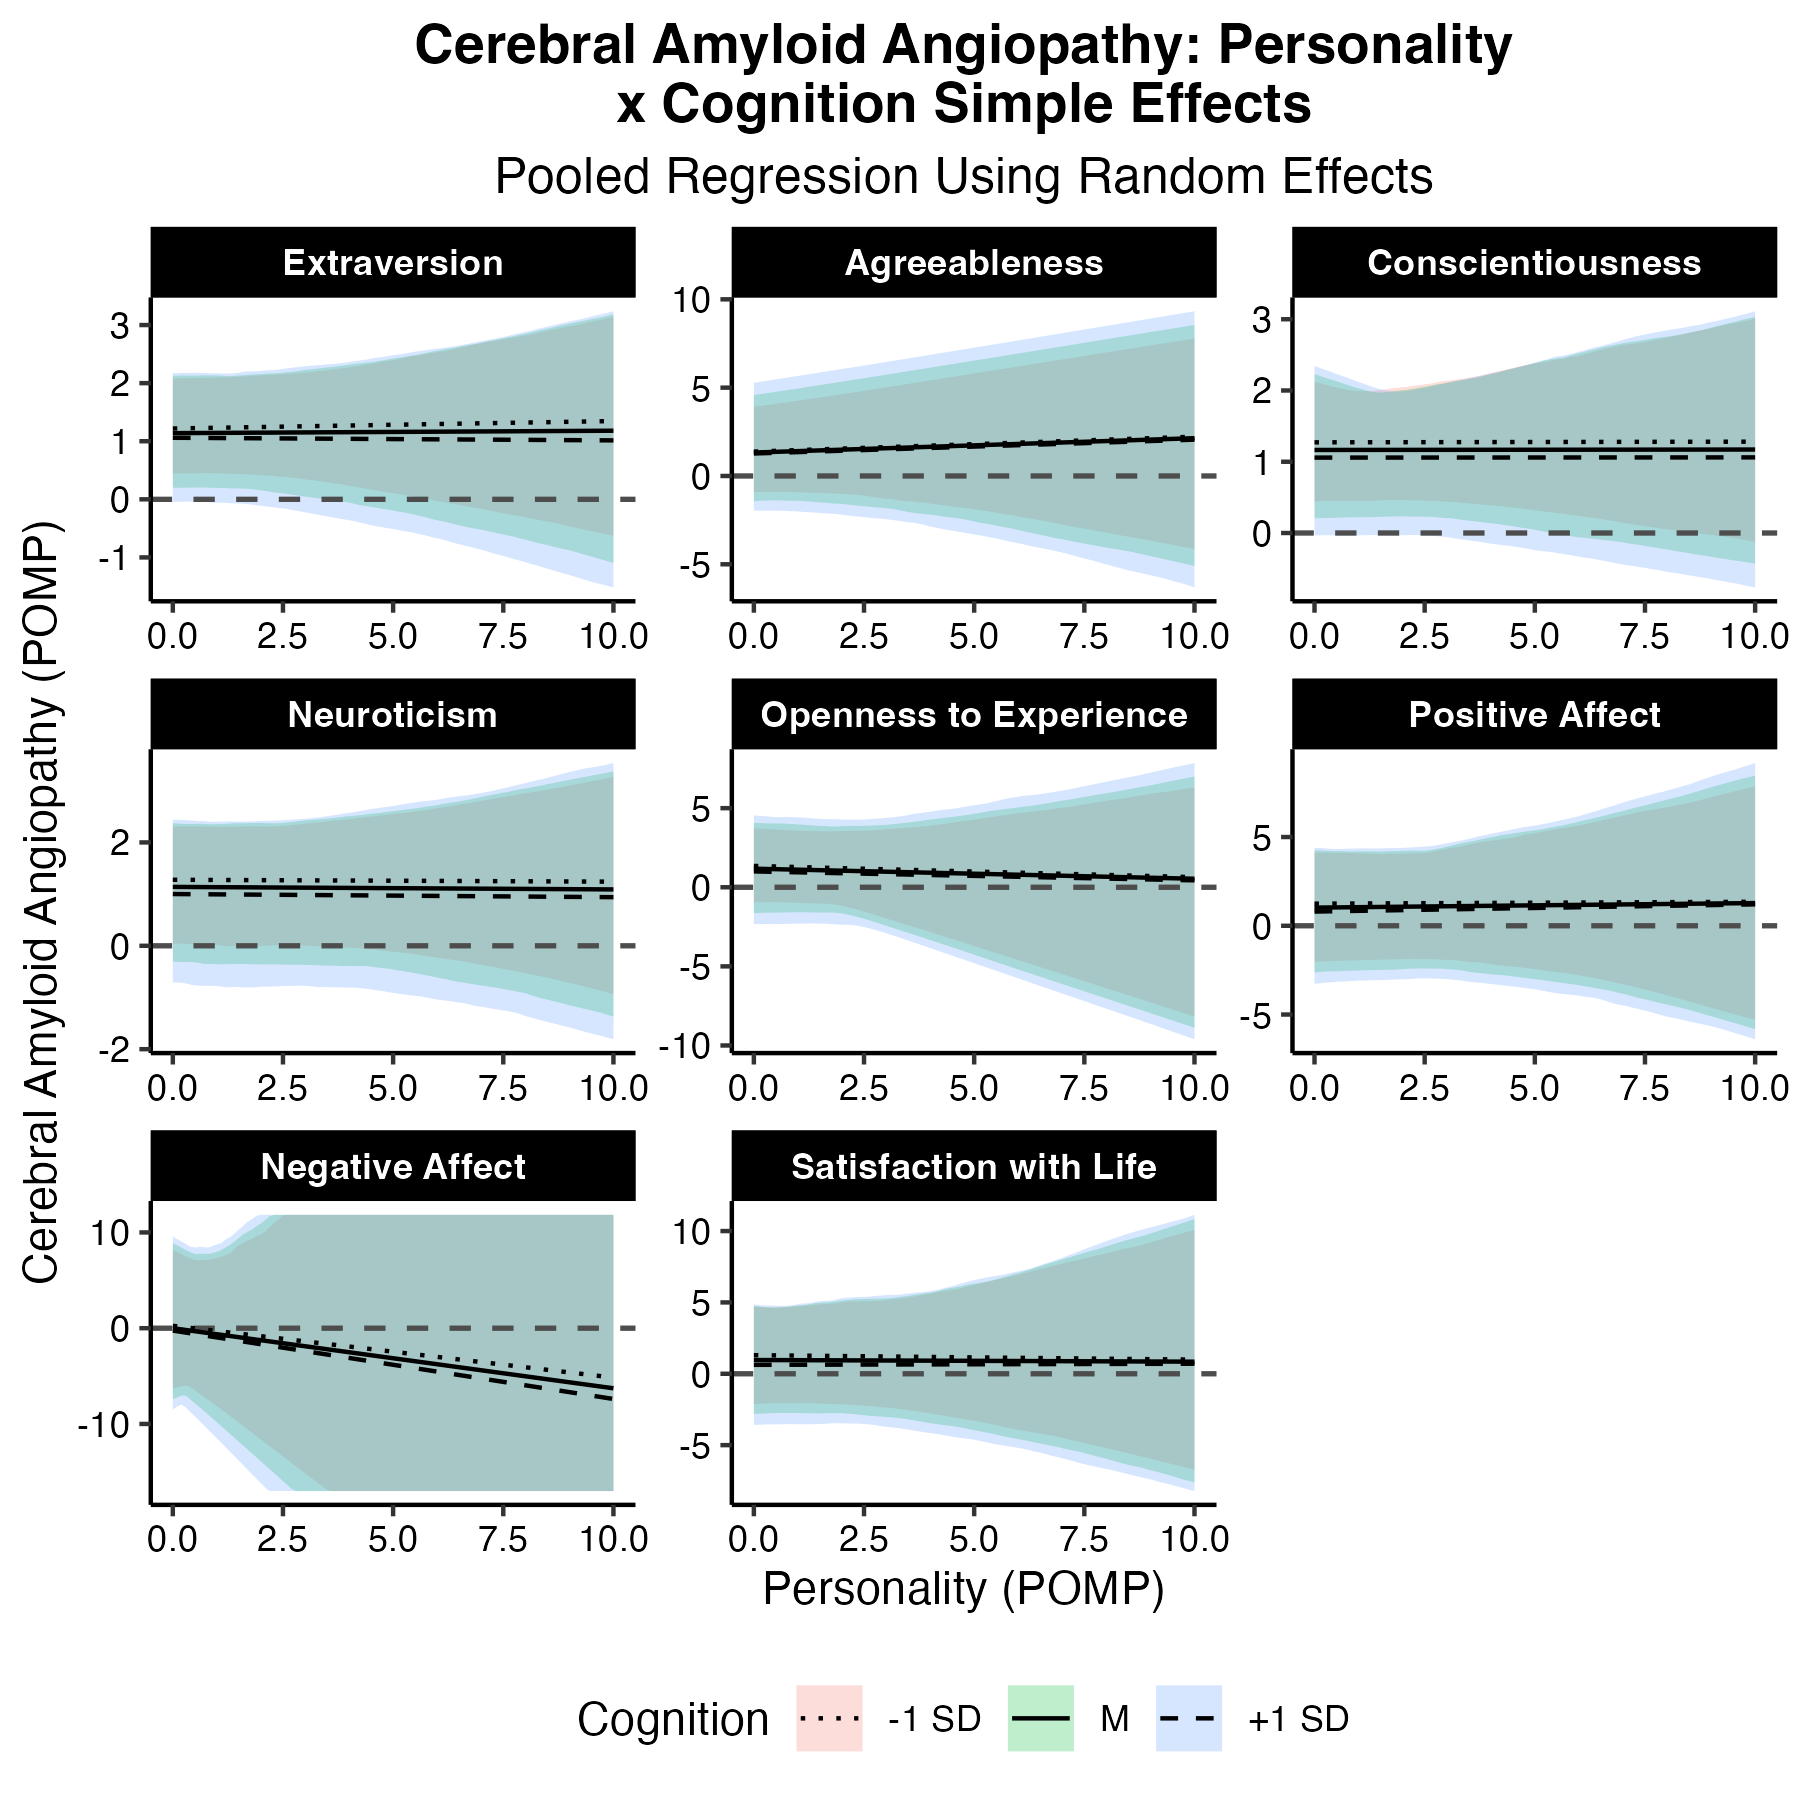 Cerebral Amyloid Angiopathy: Personality
x Cognition Simple Effects
Pooled Regression Using Random Effects
Cerebral Amyloid Angiopathy (POMP)
Extraversion
3
2
1
0
-1
0.0 2.5 5.0 7.5 10.0
Agreeableness
10
5
0
-5
0.0 2.5 5.0 7.5 10.0
Conscientiousness
3
2
1
0
0.0 2.5 5.0 7.5 10.0
Neuroticism
2
0
-2
0.0 2.5 5.0 7.5 10.0
Openness to Experience
5
0
-5
-10
0.0 2.5 5.0 7.5 10.0
Positive Affect
5
0
-5
0.0 2.5 5.0 7.5 10.0
Negative Affect
10
0
-10
0.0 2.5 5.0 7.5 10.0
Satisfaction with Life
10
5
0
-5
0.0 2.5 5.0 7.5 10.0
Personality (POMP)
Cognition -1 SD M +1 SD